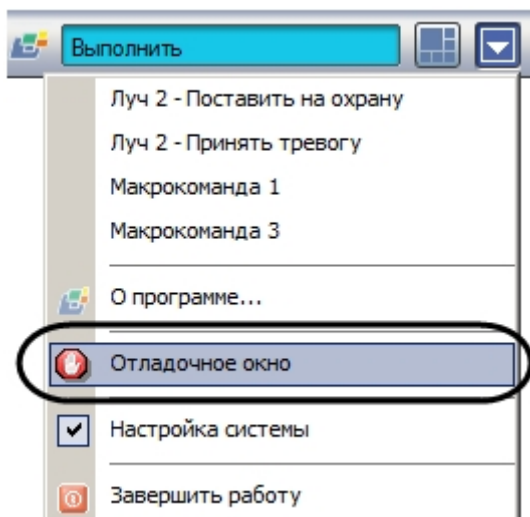 Выполнить
Луч 2 - Поставить на охрану
Луч 2 - Принять тревогу
Макрокоманда 1
Макрокоманда 3
О программе...
Отладочное окно
Настройка системы
Завершить работу